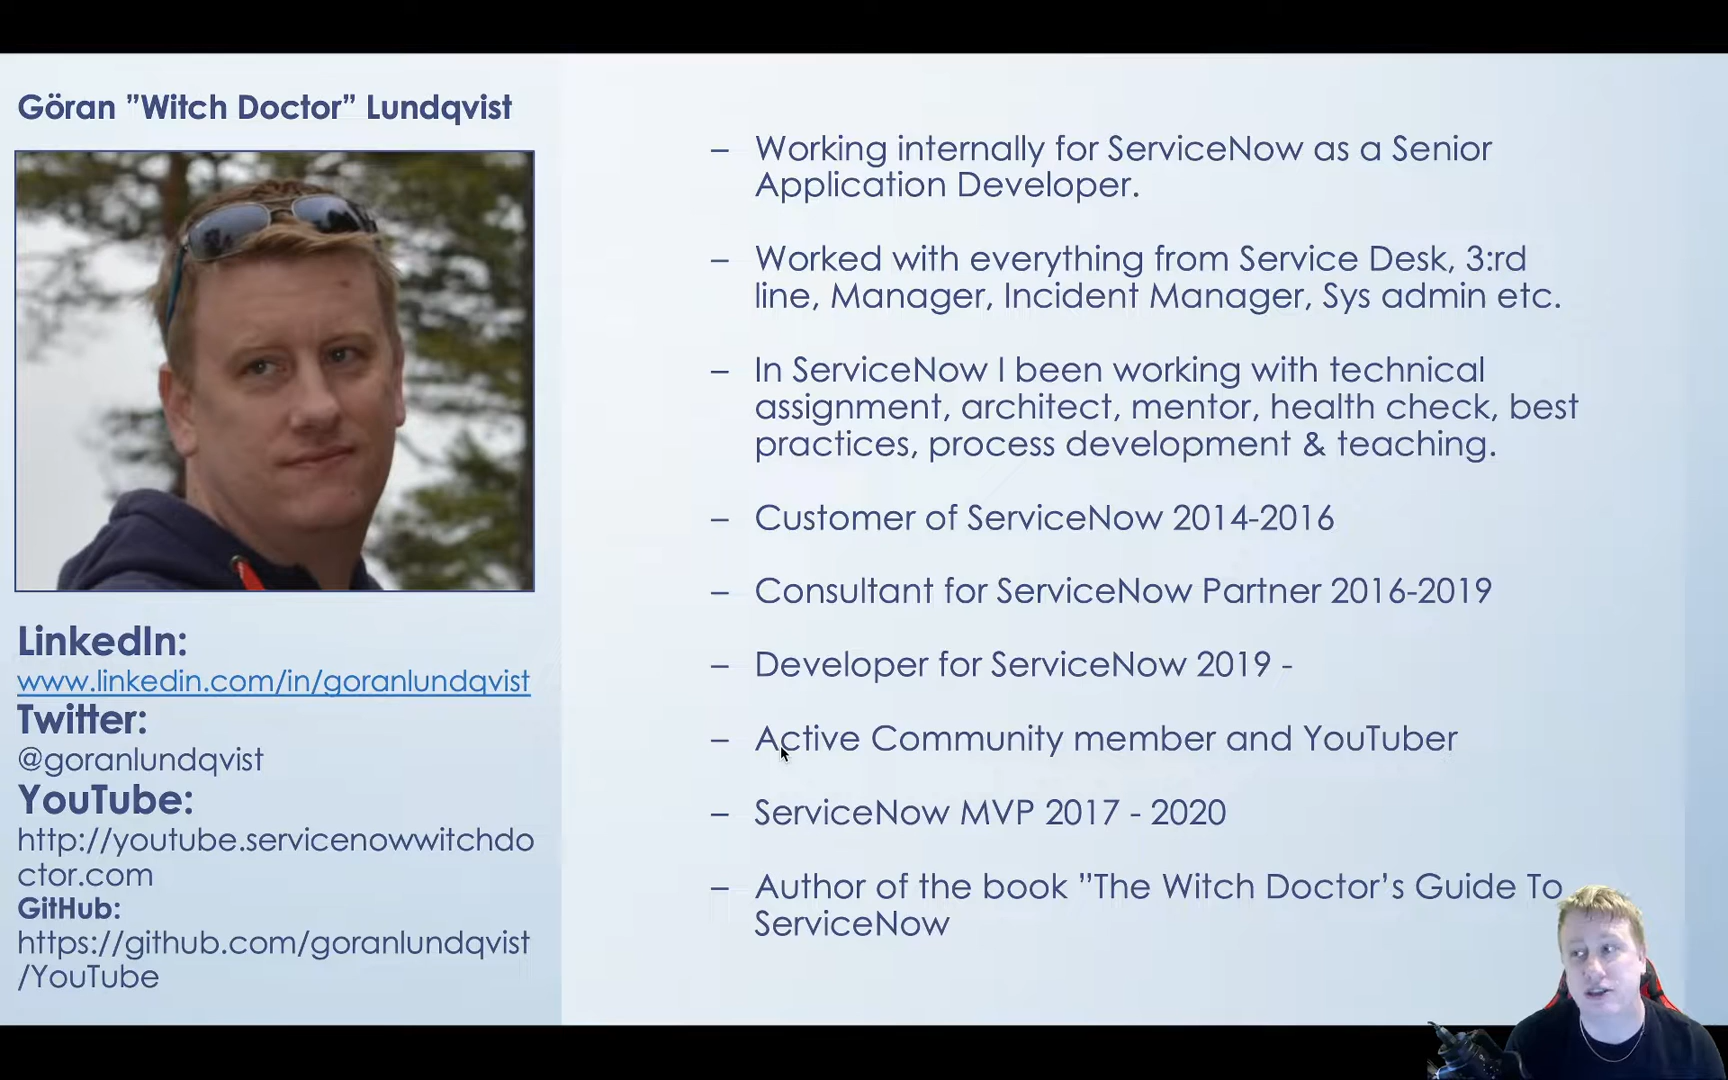 Göran ”Witch Doctor” Lundqvist
LinkedIn:
www.linkedin.com/in/goranlundqvist
Twitter:
@goranlundqvist
YouTube:
http://youtube.servicenowwitchdo
ctor.com
GitHub:
https://github.com/goranlundqvist
/YouTube
– Working internally for ServiceNow as a Senior
Application Developer.
– Worked with everything from Service Desk, 3:rd
line, Manager, Incident Manager, Sys admin etc.
– In ServiceNow I been working with technical
assignment, architect, mentor, health check, best
practices, process development & teaching.
– Customer of ServiceNow 2014-2016
– Consultant for ServiceNow Partner 2016-2019
– Developer for ServiceNow 2019 -
– Active Community member and YouTuber
– ServiceNow MVP 2017 - 2020
– Author of the book ”The Witch Doctor’s Guide To
ServiceNow